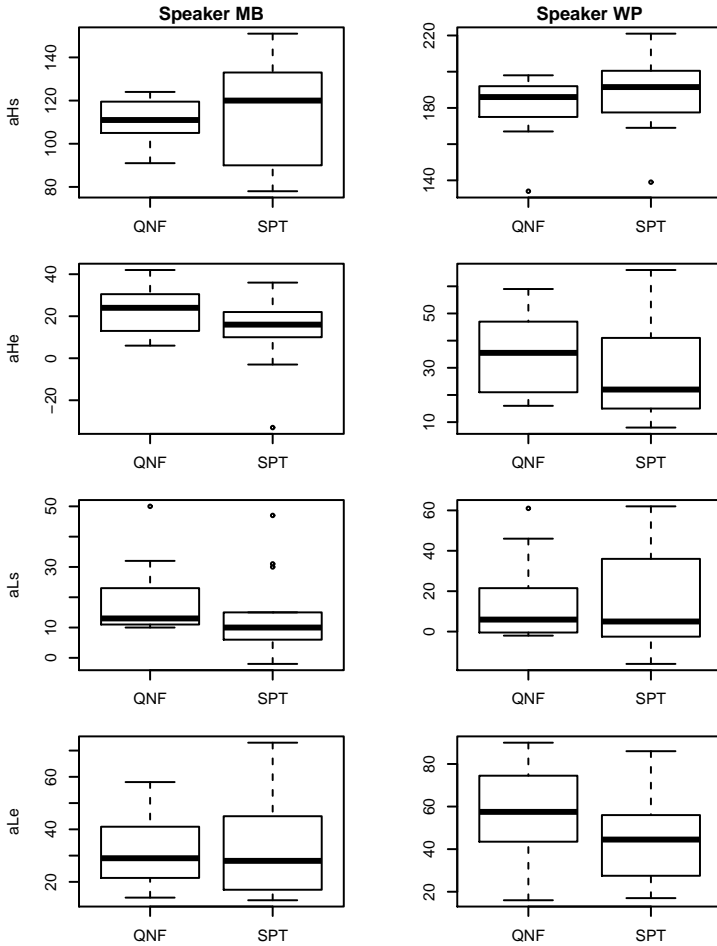 Speaker MB
Speaker WP
aHs
80 100 120 140
QNF SPT
140 180 220
QNF SPT
aHe
−20 0 20 40
QNF SPT
10 30 50
QNF SPT
aLs
0 10 30 50
QNF SPT
0 20 40 60
QNF SPT
aLe
20 40 60
QNF SPT
20 40 60 80
QNF SPT